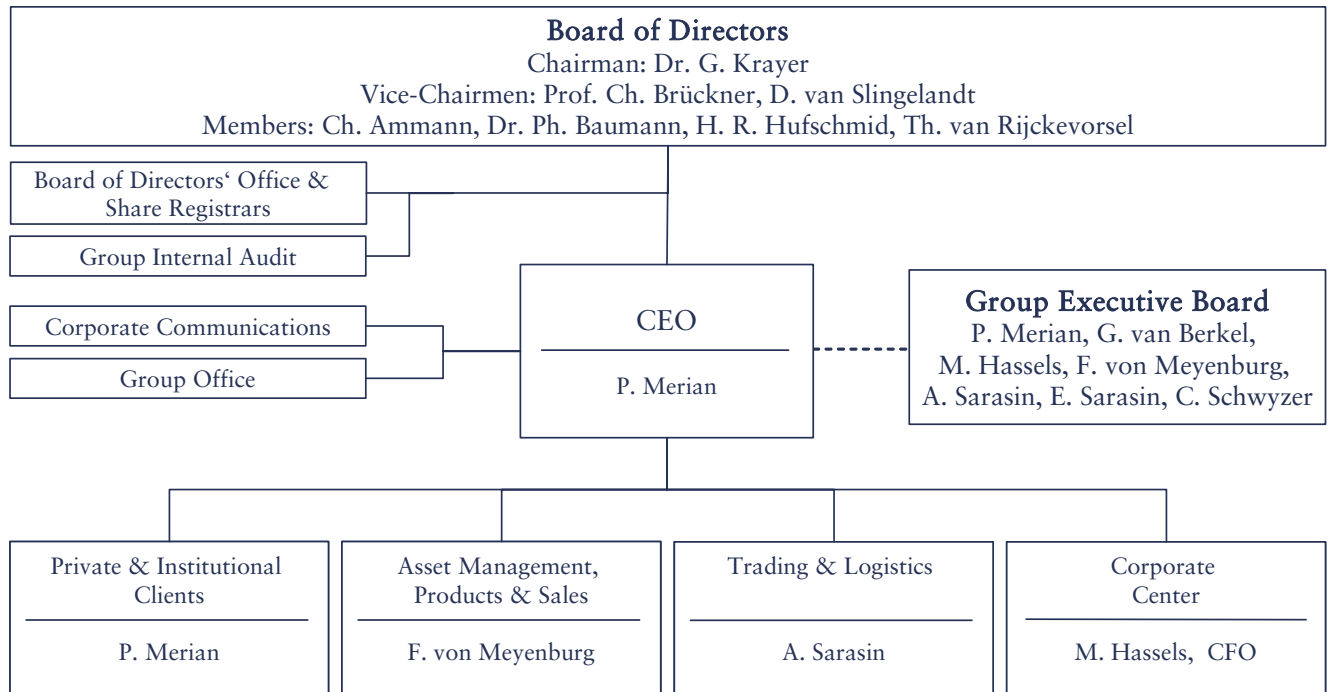 Board of Directors
Chairman: Dr. G. Krayer
Vice-Chairmen: Prof. Ch. Brückner, D. van Slingelandt
Members: Ch. Ammann, Dr. Ph. Baumann, H. R. Hufschmid, Th. van Rijckevorsel
Board of Directors‘ Office &
Share Registrars
Group Internal Audit
Corporate Communications
Group Office
CEO
P. Merian
Group Executive Board
P. Merian, G. van Berkel,
M. Hassels, F. von Meyenburg,
A. Sarasin, E. Sarasin, C. Schwyzer
Private & Institutional
Clients
P. Merian
Asset Management,
Products & Sales
F. von Meyenburg
Trading & Logistics
A. Sarasin
Corporate
Center
M. Hassels, CFO